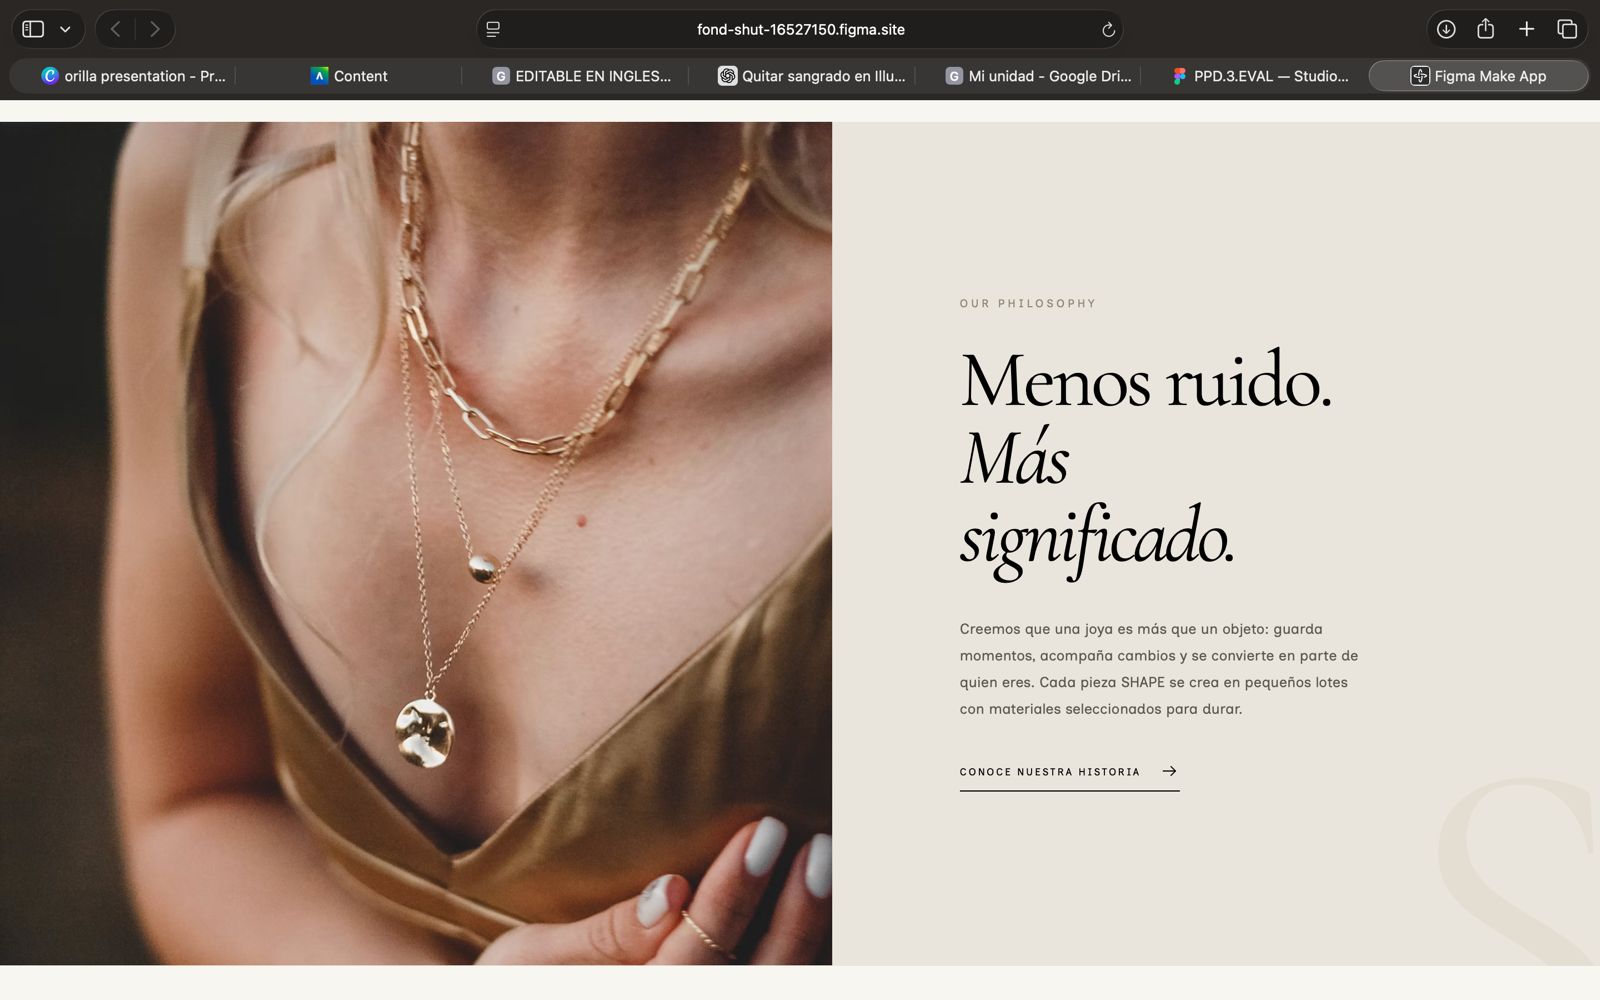 fond-shut-16527150.figma.site
orilla presentation - Pr...
Content
EDITABLE EN INGLES...
Quitar sangrado en Illu...
Mi unidad - Google Dri...
PPD.3.EVAL — Studio...
Figma Make App
OUR PHILOSOPHY
Menos ruido.
Más
significado.
Creemos que una joya es más que un objeto: guarda
momentos, acompaña cambios y se convierte en parte de
quien eres. Cada pieza SHAPE se crea en pequeños lotes
con materiales seleccionados para durar.
CONOCE NUESTRA HISTORIA →
S